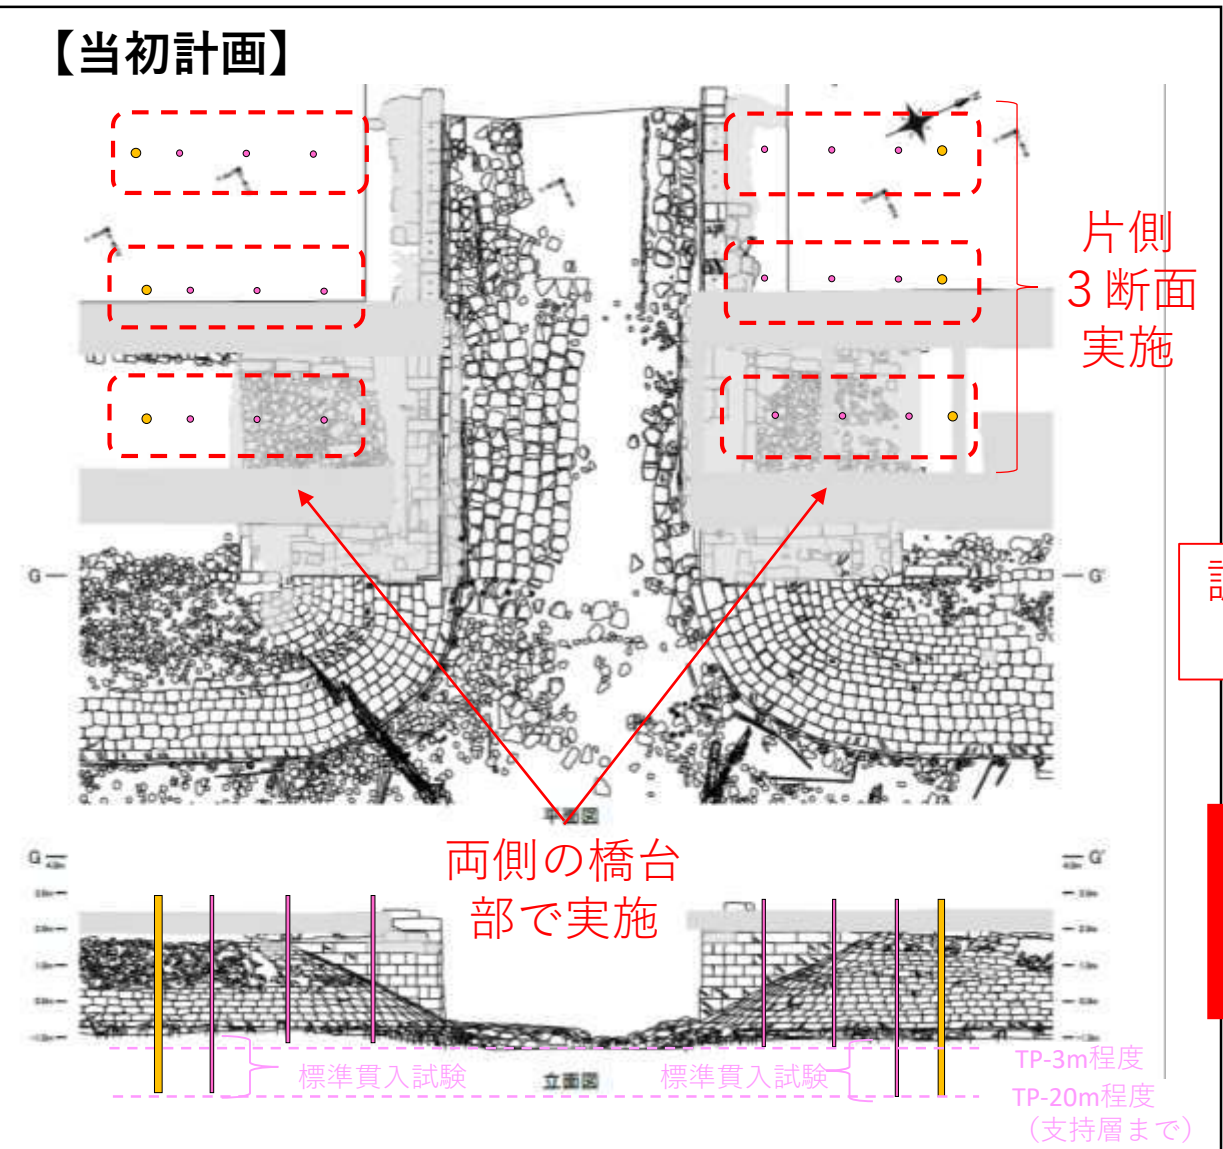 【当初計画】
片側
３断面
実施
G
G'
平面図
両側の橋台
部で実施
G
G'
標準貫入試験
標準貫入試験
立面図
TP-3m程度
TP-20m程度
（支持層まで）